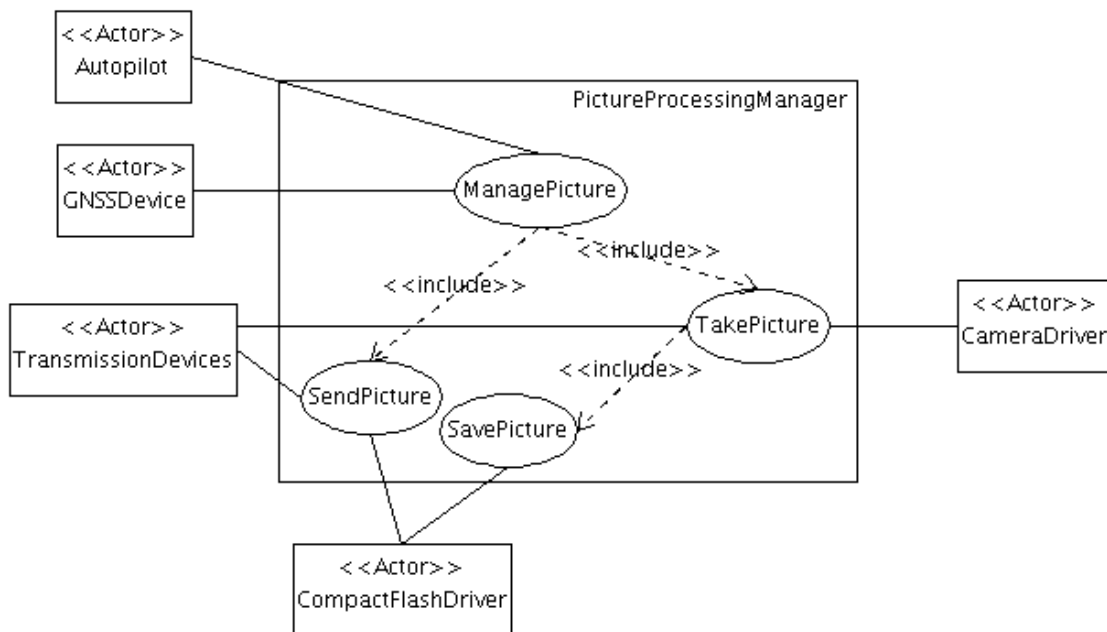 <<Actor>>
Autopilot
PictureProcessingManager
<<Actor>>
GNSSDevice
ManagePicture
<<include>>
<<include>>
<<Actor>>
TransmissionDevices
TakePicture
<<Actor>>
CameraDriver
<<include>>
SendPicture
SavePicture
<<Actor>>
CompactFlashDriver